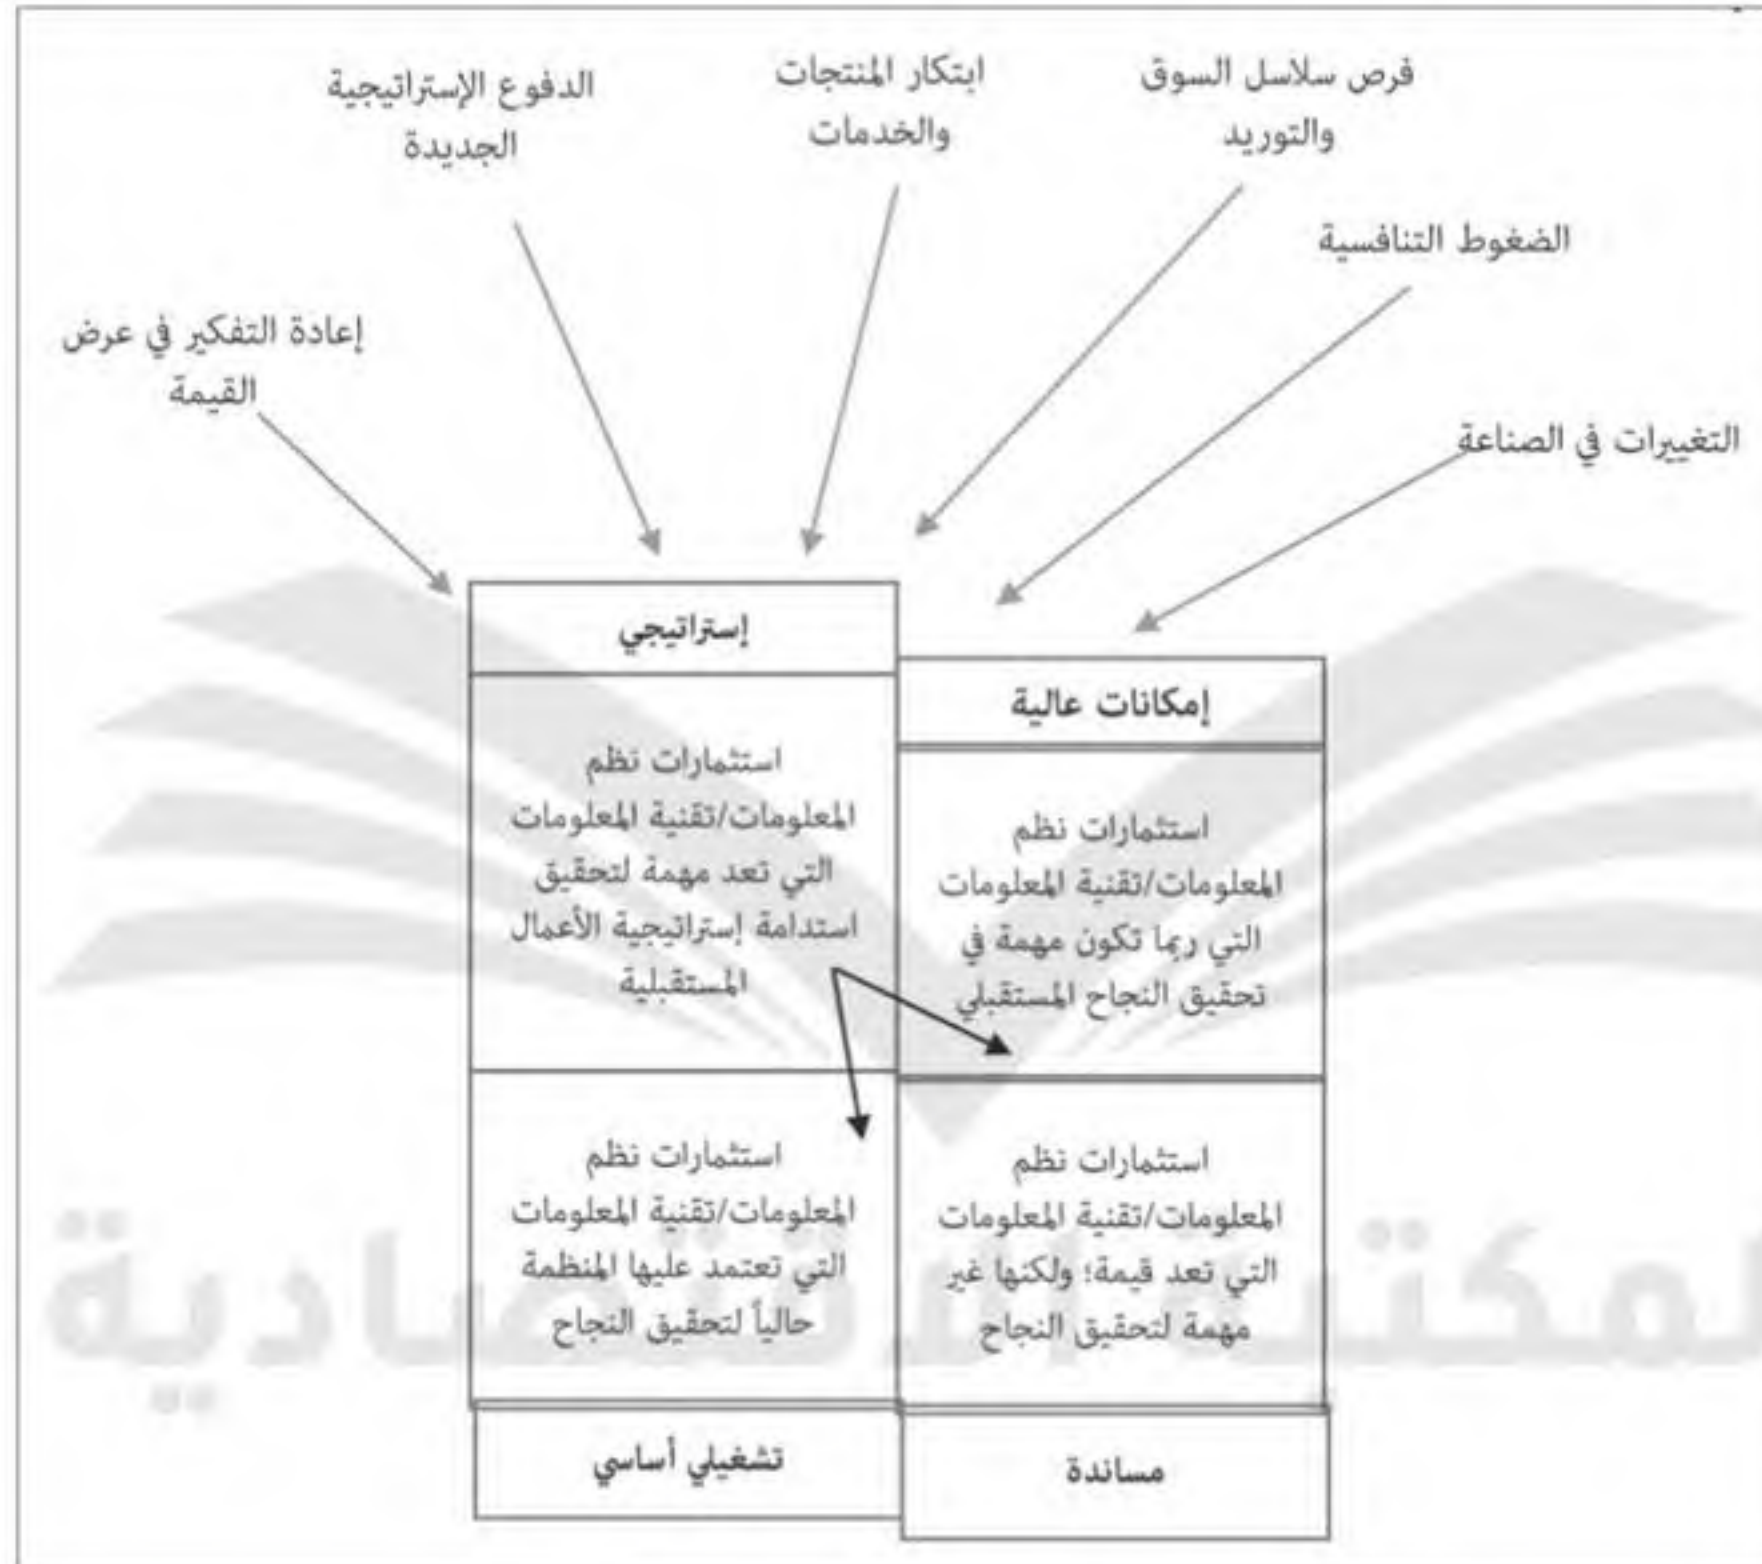 فرص سلاسل السوق
والتوريد
ابتكار المنتجات
والخدمات
الدفوع الإستراتيجية
الجديدة
الضغوط التنافسية
إعادة التفكير في عرض
القيمة
التغييرات في الصناعة
إستراتيجي
استثمارات نظم
المعلومات/تقنية المعلومات
التي تعد مهمة لتحقيق
استدامة إستراتيجية الأعمال
المستقبلية
إمكانات عالية
استثمارات نظم
المعلومات/تقنية المعلومات
التي ربما تكون مهمة في
تحقيق النجاح المستقبلي
استثمارات نظم
المعلومات/تقنية المعلومات
التي تعتمد عليها المنظمة
حالياً لتحقيق النجاح
تشغيلي أساسي
استثمارات نظم
المعلومات/تقنية المعلومات
التي تعد قيمة؛ ولكنها غير
مهمة لتحقيق النجاح
مساندة